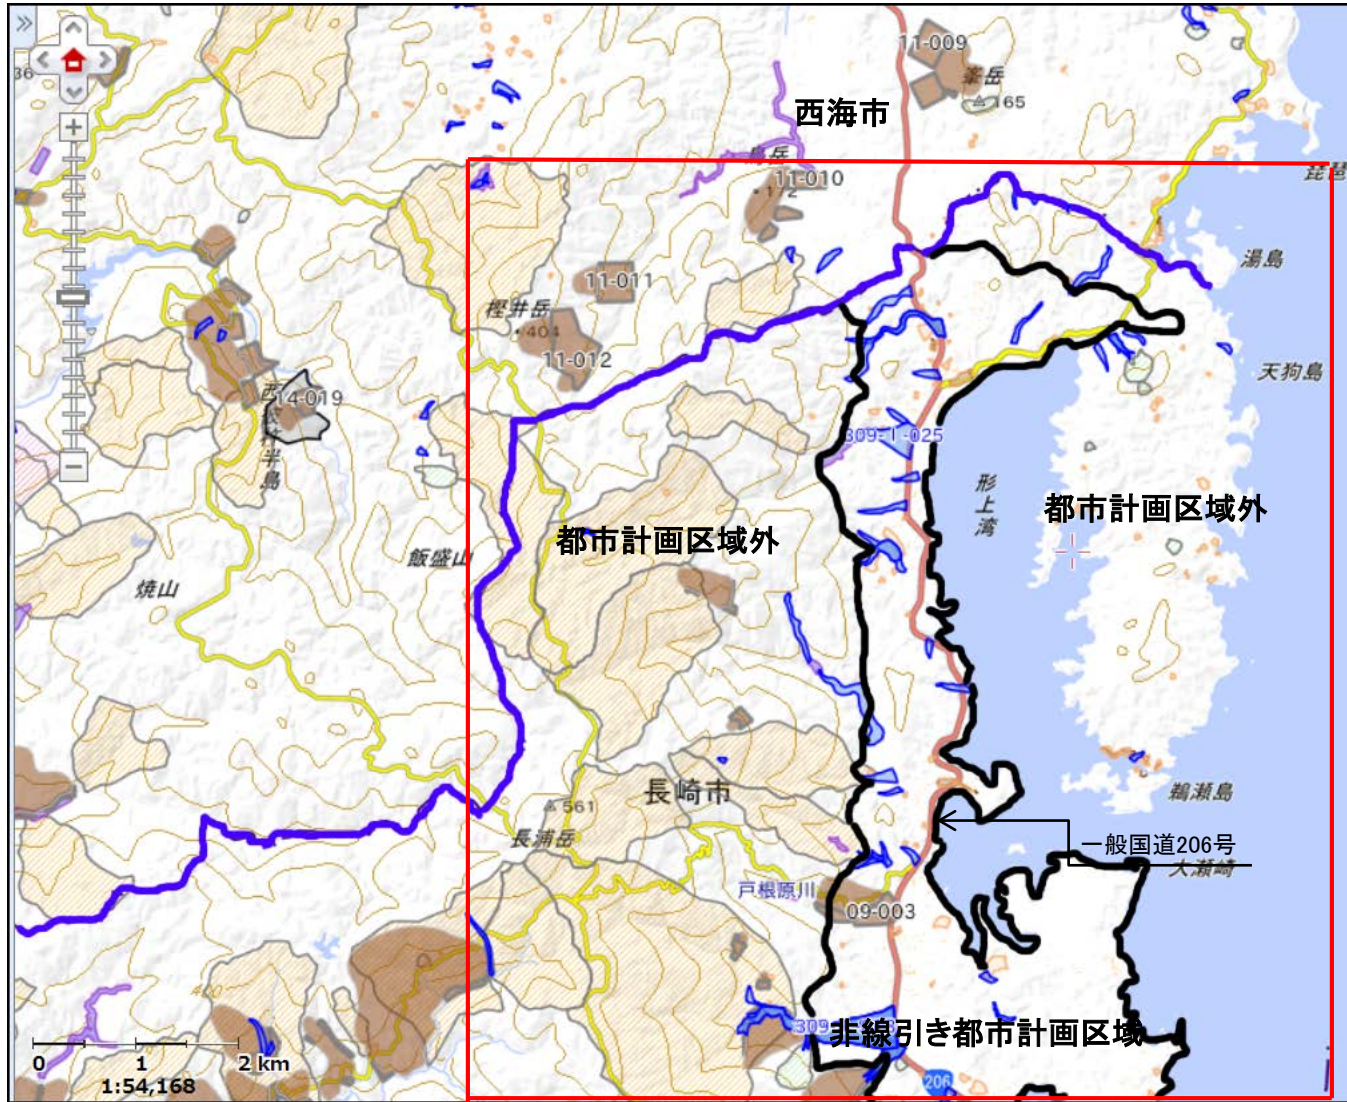 11-009
36
峯岳
165
西海市
鳥岳
琵琶
11-010
172
湯島
11-011
樫井岳
404
11-012
天狗島
14-019
309-1-025
形上湾
都市計画区域外
都市計画区域外
飯盛山
焼山
長崎市
鵜瀬島
561
長浦岳
一般国道206号
大瀬崎
戸根原川
09-003
非線引き都市計画区域
206
0 1 2 km
1:54,168